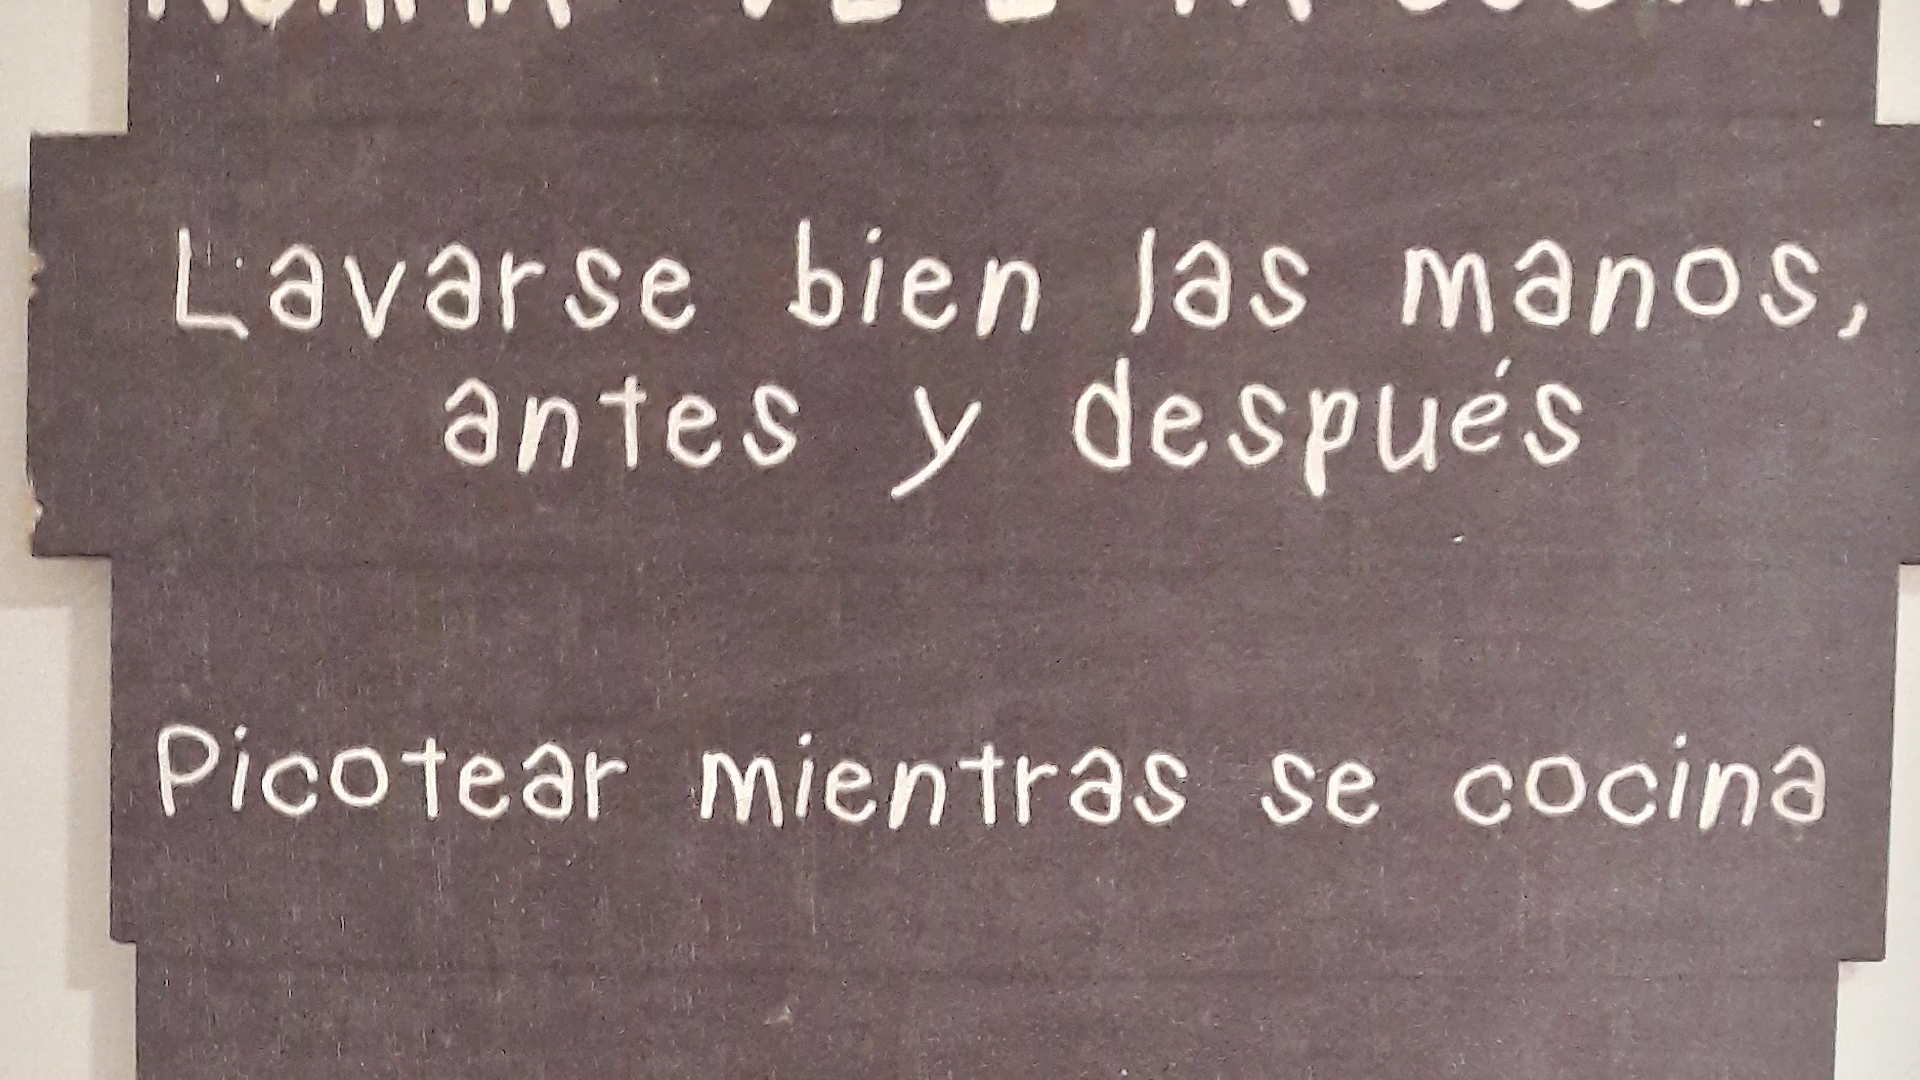 Lavarse bien las manos,
antes y después
Picotear mientras se cocina